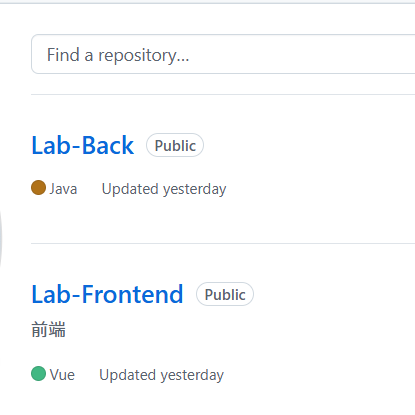 Find a repository...
Lab-Back Public
Java Updated yesterday
Lab-Frontend Public
前端
Vue Updated yesterday